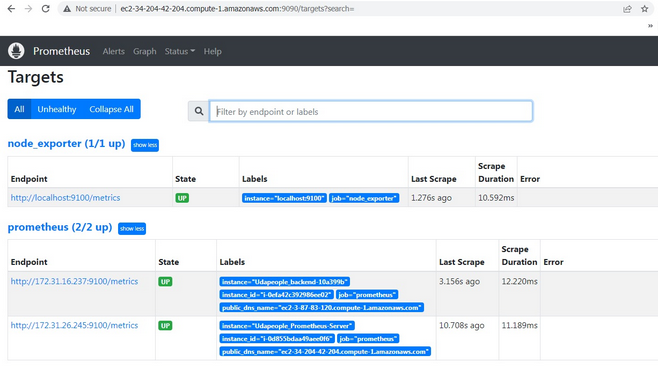 Not secure | ec2-34-204-42-204.compute-1.amazonaws.com:9090/targets?search=
»
Prometheus Alerts Graph Status Help
Targets
All Unhealthy Collapse All Filter by endpoint or labels
node_exporter (1/1 up) show less
Endpoint State Labels Last Scrape Scrape Duration Error
http://localhost:9100/metrics UP instance="localhost:9100" job="node_exporter" 1.276s ago 10.592ms
prometheus (2/2 up) show less
Endpoint State Labels Last Scrape Scrape Duration Error
http://172.31.16.237:9100/metrics UP instance="Udapeople_backend-10a399b" 3.156s ago 12.220ms
instance_id="i-0efa42c392986ee02" job="prometheus"
public_dns_name="ec2-3-87-83-120.compute-1.amazonaws.com"
http://172.31.26.245:9100/metrics UP instance="Udapeople_Prometheus-Server" 10.708s ago 11.189ms
instance_id="i-0d855bdaa49aee0f6" job="prometheus"
public_dns_name="ec2-34-204-42-204.compute-1.amazonaws.com"